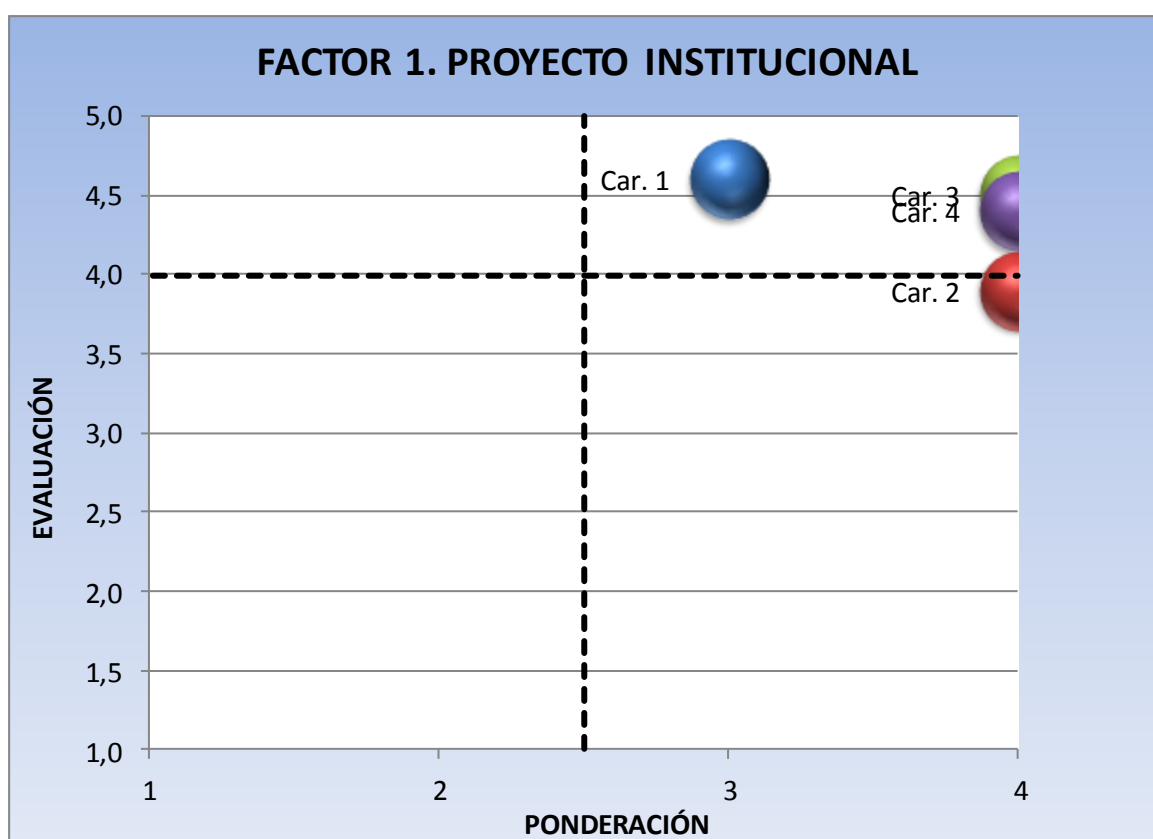 FACTOR 1. PROYECTO INSTITUCIONAL
5,0
Car. 1
4,5
Car. 3
Car. 4
4,0
Car. 2
3,5
3,0
EVALUACIÓN
2,5
2,0
1,5
1,0
1 2 3 4
PONDERACIÓN